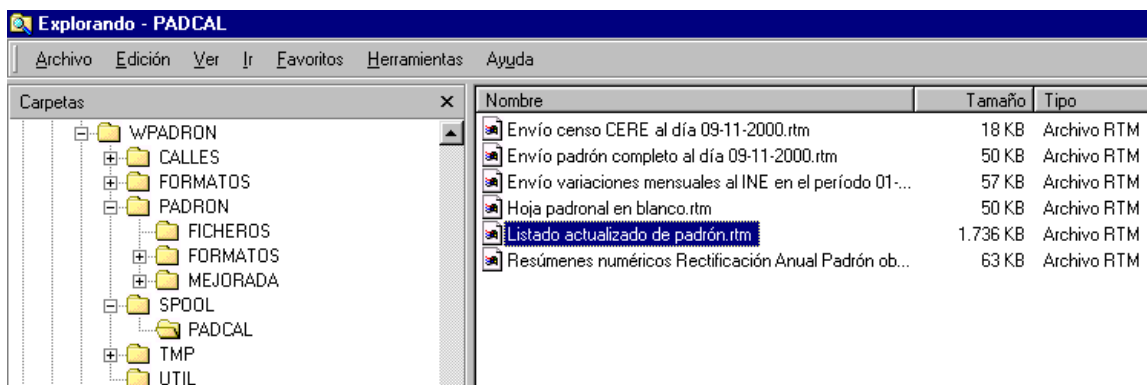 Explorando - PADCAL
Archivo Edición Ver Ir Favoritos Herramientas Ayuda
Carpetas
WPADRON
CALLES
FORMATOS
PADRON
FICHEROS
FORMATOS
MEJORADA
SPOOL
PADCAL
TMP
UTIL
Nombre Tamaño Tipo
Envío censo CERE al día 09-11-2000.rtm 18 KB Archivo RTM
Envío padrón completo al día 09-11-2000.rtm 50 KB Archivo RTM
Envío variaciones mensuales al INE en el período 01-... 57 KB Archivo RTM
Hoja padronal en blanco.rtm 50 KB Archivo RTM
Listado actualizado de padrón.rtm 1.736 KB Archivo RTM
Resúmenes numéricos Rectificación Anual Padrón ob... 63 KB Archivo RTM